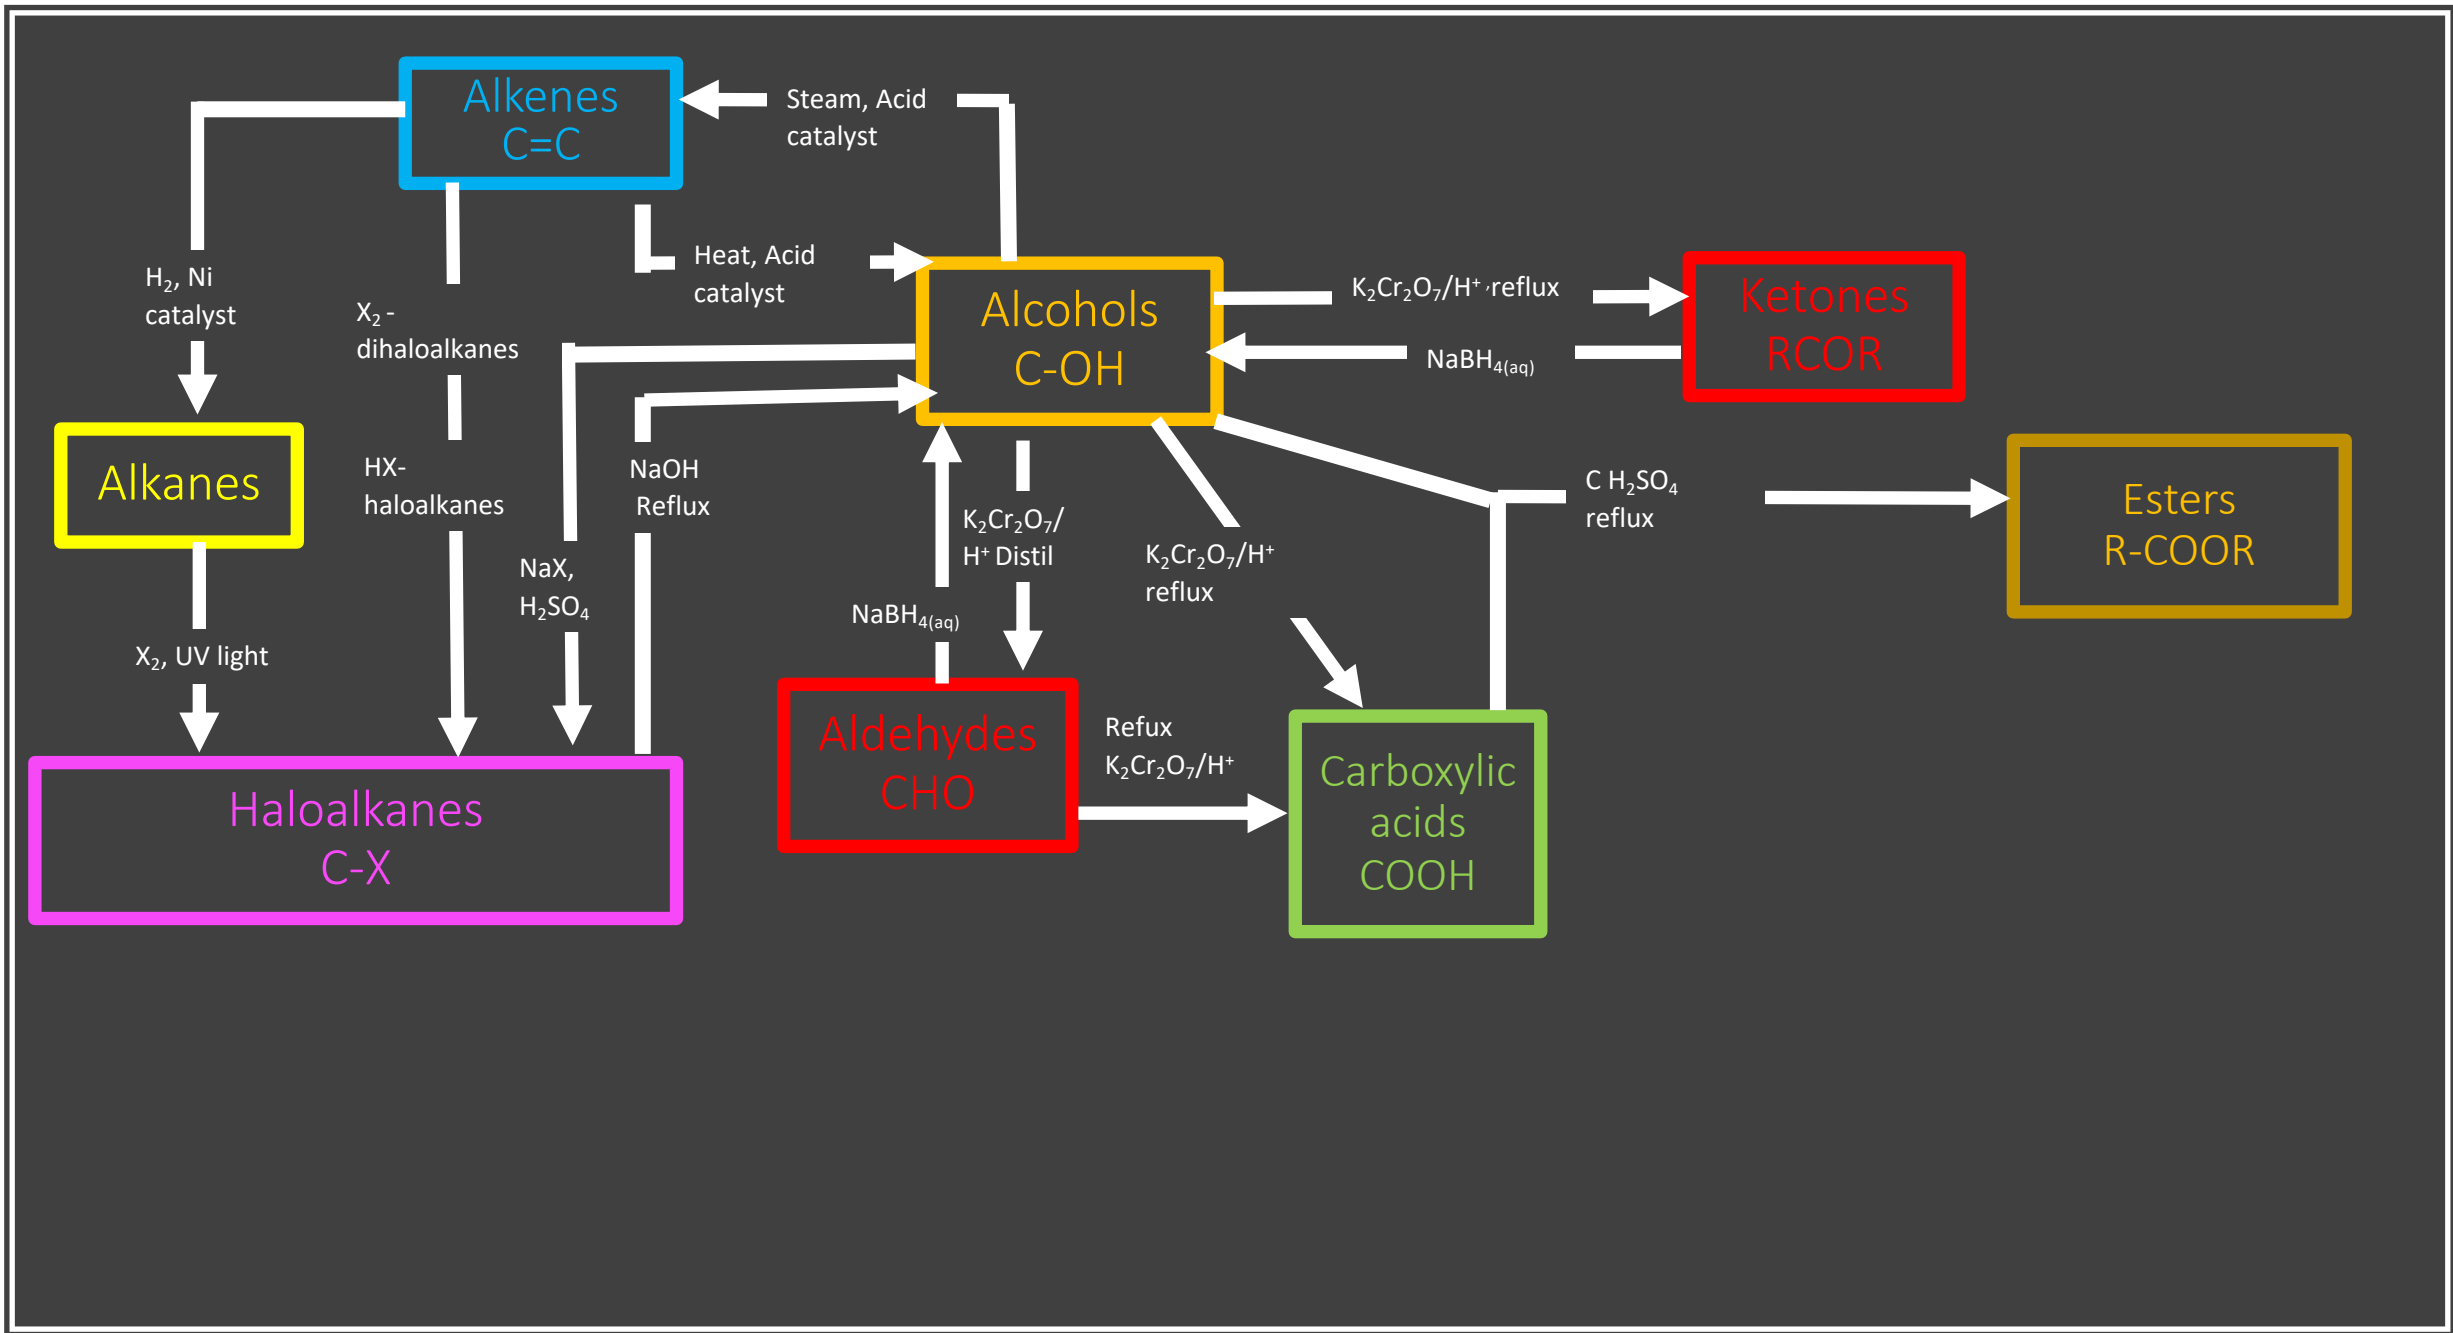 Alkenes
C=C
Steam, Acid
catalyst
Heat, Acid
catalyst
H₂, Ni
catalyst
X₂ -
dihaloalkanes
HX-
haloalkanes
Alcohols
C-OH
K₂Cr₂O₇/H⁺ ,reflux
NaBH₄(aq)
Ketones
RCOR
Alkanes
NaOH
Reflux
NaX,
H₂SO₄
K₂Cr₂O₇/
H⁺ Distil
NaBH₄(aq)
K₂Cr₂O₇/H⁺
reflux
C H₂SO₄
reflux
Esters
R-COOR
X₂, UV light
Haloalkanes
C-X
Aldehydes
CHO
Refux
K₂Cr₂O₇/H⁺
Carboxylic
acids
COOH